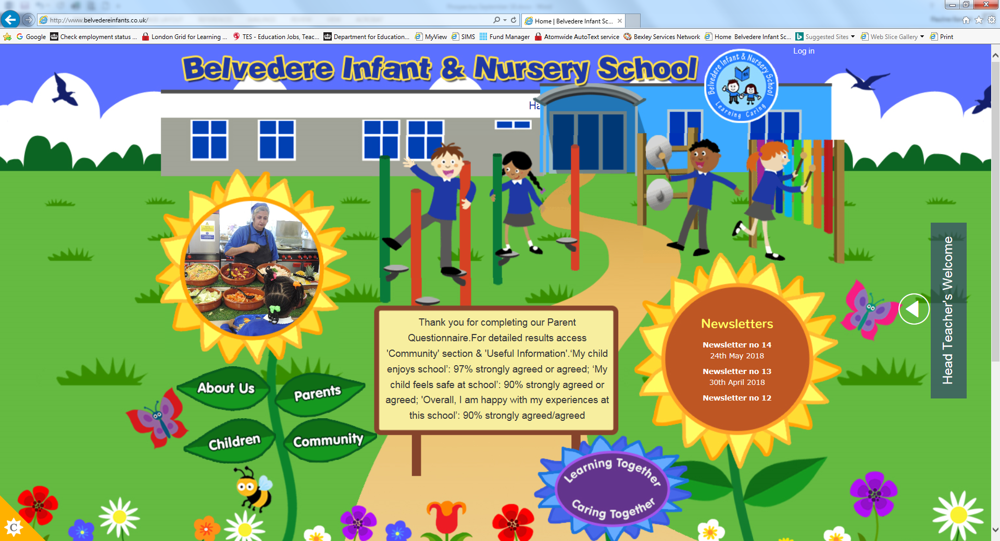 http://www.belvedereinfants.co.uk/
Home | Belvedere Infant Sc...
Google
Check employment status ...
London Grid for Learning ...
TES - Education Jobs, Teac...
Department for Education...
MyView
SIMS
Fund Manager
Atomwide AutoText service
Bexley Services Network
Home Belvedere Infant Sc...
Suggested Sites
Web Slice Gallery
Print
Log in
Belvedere Infant & Nursery School
Belvedere Infant & Nursery School
Learning Caring
Ha
Thank you for completing our Parent
Questionnaire.For detailed results access
'Community' section & 'Useful Information'.‘My child
enjoys school’: 97% strongly agreed or agreed; ‘My
child feels safe at school’: 90% strongly agreed or
agreed; 'Overall, I am happy with my experiences at
this school’: 90% strongly agreed/agreed
Newsletters
Newsletter no 14
24th May 2018
Newsletter no 13
30th April 2018
Newsletter no 12
Head Teacher's Welcome
About Us
Parents
Children
Community
Learning Together
Caring Together
C